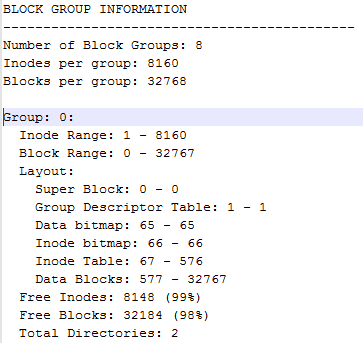 BLOCK GROUP INFORMATION
--------------------------------------------
Number of Block Groups: 8
Inodes per group: 8160
Blocks per group: 32768
Group: 0:
Inode Range: 1 - 8160
Block Range: 0 - 32767
Layout:
Super Block: 0 - 0
Group Descriptor Table: 1 - 1
Data bitmap: 65 - 65
Inode bitmap: 66 - 66
Inode Table: 67 - 576
Data Blocks: 577 - 32767
Free Inodes: 8148 (99%)
Free Blocks: 32184 (98%)
Total Directories: 2